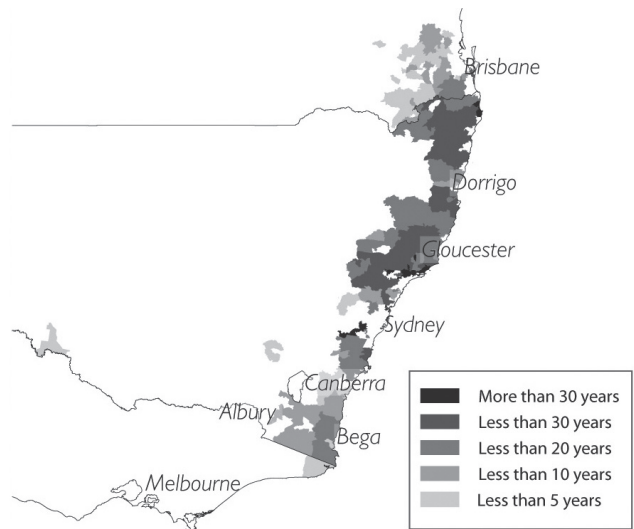 Brisbane
Dorrigo
Gloucester
Sydney
Canberra
Albury
Bega
Melbourne
More than 30 years
Less than 30 years
Less than 20 years
Less than 10 years
Less than 5 years